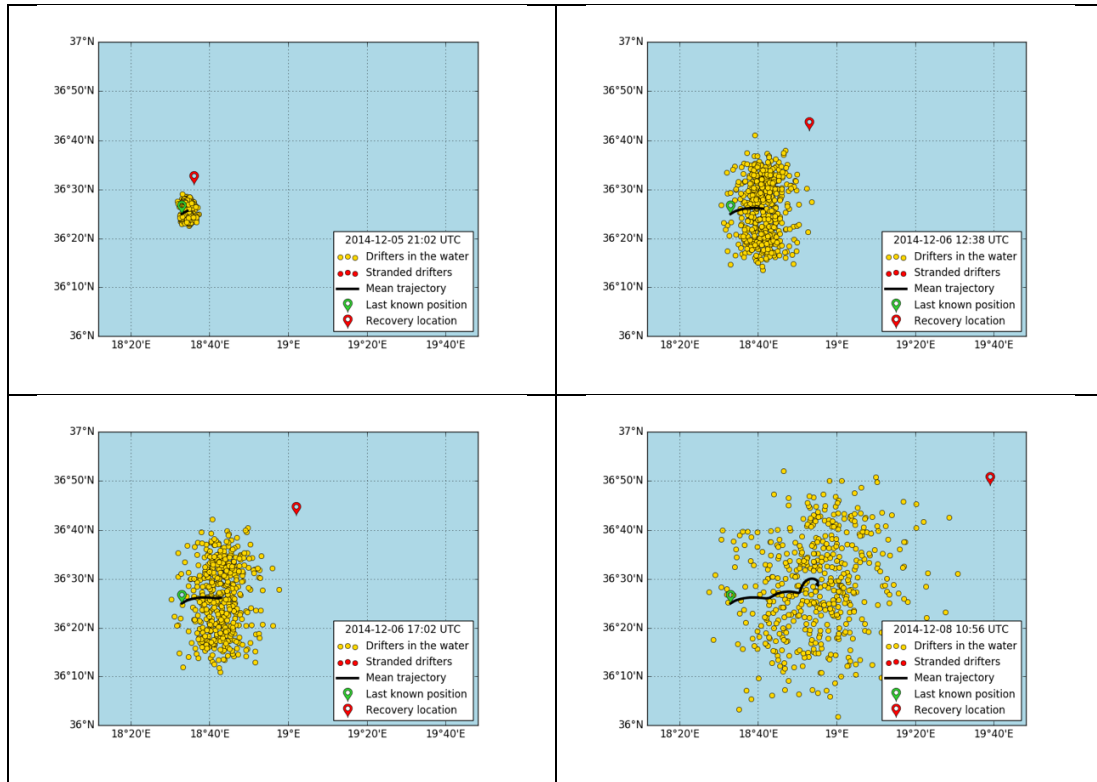 37°N
36°50'N
36°40'N
36°30'N
36°20'N
36°10'N
36°N
18°20'E 18°40'E 19°E 19°20'E 19°40'E
2014-12-05 21:02 UTC
Drifters in the water
Stranded drifters
Mean trajectory
Last known position
Recovery location
37°N
36°50'N
36°40'N
36°30'N
36°20'N
36°10'N
36°N
18°20'E 18°40'E 19°E 19°20'E 19°40'E
2014-12-06 12:38 UTC
Drifters in the water
Stranded drifters
Mean trajectory
Last known position
Recovery location
37°N
36°50'N
36°40'N
36°30'N
36°20'N
36°10'N
36°N
18°20'E 18°40'E 19°E 19°20'E 19°40'E
2014-12-06 17:02 UTC
Drifters in the water
Stranded drifters
Mean trajectory
Last known position
Recovery location
37°N
36°50'N
36°40'N
36°30'N
36°20'N
36°10'N
36°N
18°20'E 18°40'E 19°E 19°20'E 19°40'E
2014-12-08 10:56 UTC
Drifters in the water
Stranded drifters
Mean trajectory
Last known position
Recovery location